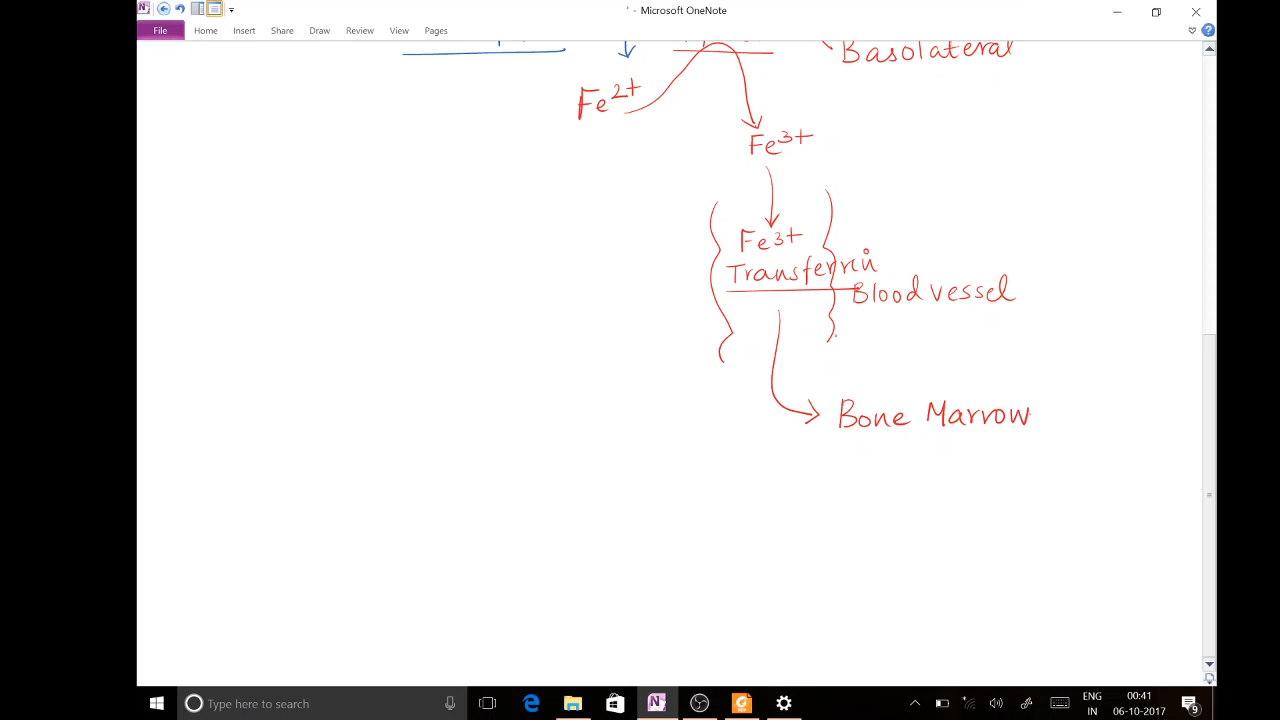 ' - Microsoft OneNote
File Home Insert Share Draw Review View Pages
Basolateral
Fe2+
Fe3+
Fe3+
Transferrin
Blood vessel
Bone Marrow
Type here to search
ENG
IN
00:41
06-10-2017
9